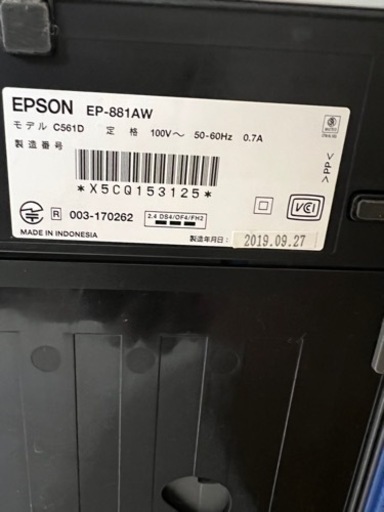 EPSON EP-881AW
モデル C561D 定格 100V～ 50-60Hz 0.7A
製造番号
*X5CQ153125*
R 003-170262 2.4 DS4/OF4/FH2
VCI
MADE IN INDONESIA
製造年月日： 2019.09.27
>PP<